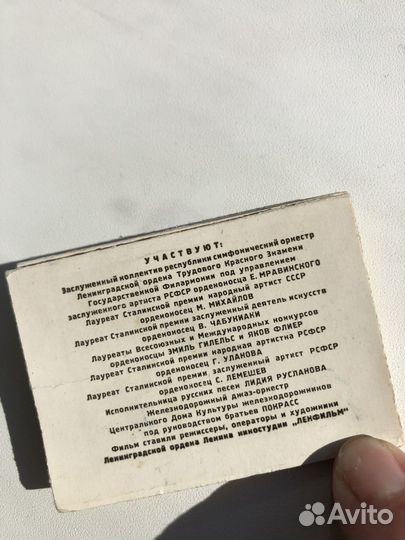 УЧАСТВУЮТ:
Заслуженный коллектив республики симфонический оркестр
Ленинградской ордена Трудового Красного Знамени
Государственной Филармонии под управлением
заслуженного артиста РСФСР орденоносца Е. МРАВИНСКОГО
Лауреат Сталинской премии народный артист СССР
орденоносец М. МИХАЙЛОВ
Лауреат Сталинской премии заслуженный деятель искусств
орденоносец В. ЧАБУКИАНИ
Лауреаты Всесоюзных и Международных конкурсов
орденоносцы ЭМИЛЬ ГИЛЕЛЬС и ЯКОВ ФЛИЕР
Лауреат Сталинской премии народная артистка РСФСР
орденоносец Г. УЛАНОВА
Лауреат Сталинской премии заслуженный артист РСФСР
орденоносец С. ЛЕМЕШЕВ
Исполнительница русских песен ЛИДИЯ РУСЛАНОВА
Железнодорожный джаз-оркестр
Центрального Дома Культуры железнодорожников
под руководством братьев ПОКРАСС
Фильм ставили режиссеры, операторы и художники
Ленинградской ордена Ленина киностудии „ЛЕНФИЛЬМ"
Avito